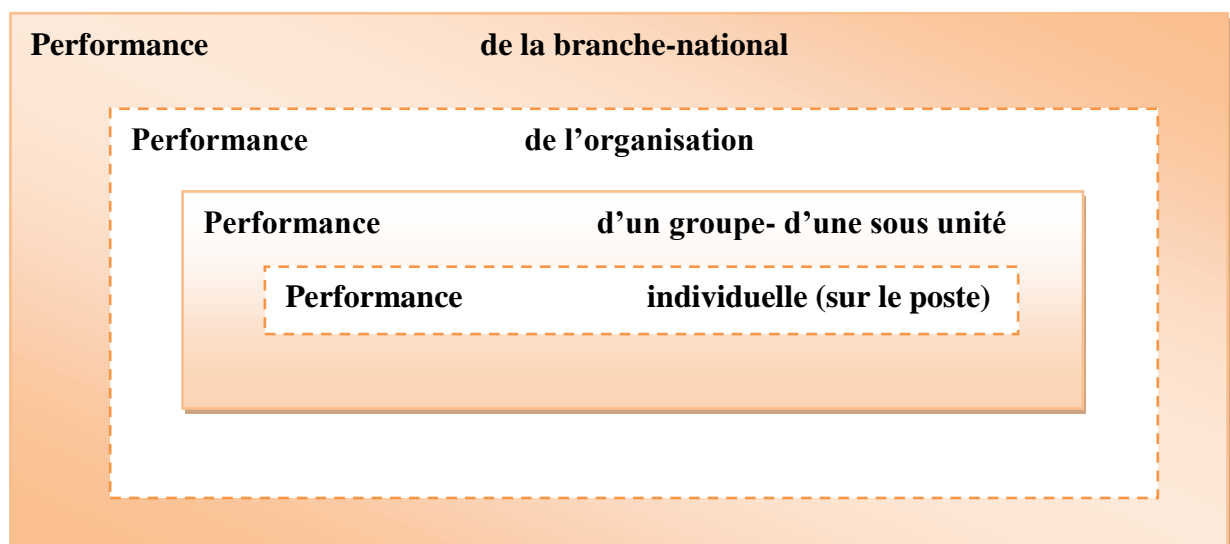 Performance de la branche-national
Performance de l’organisation
Performance d’un groupe- d’une sous unité
Performance individuelle (sur le poste)